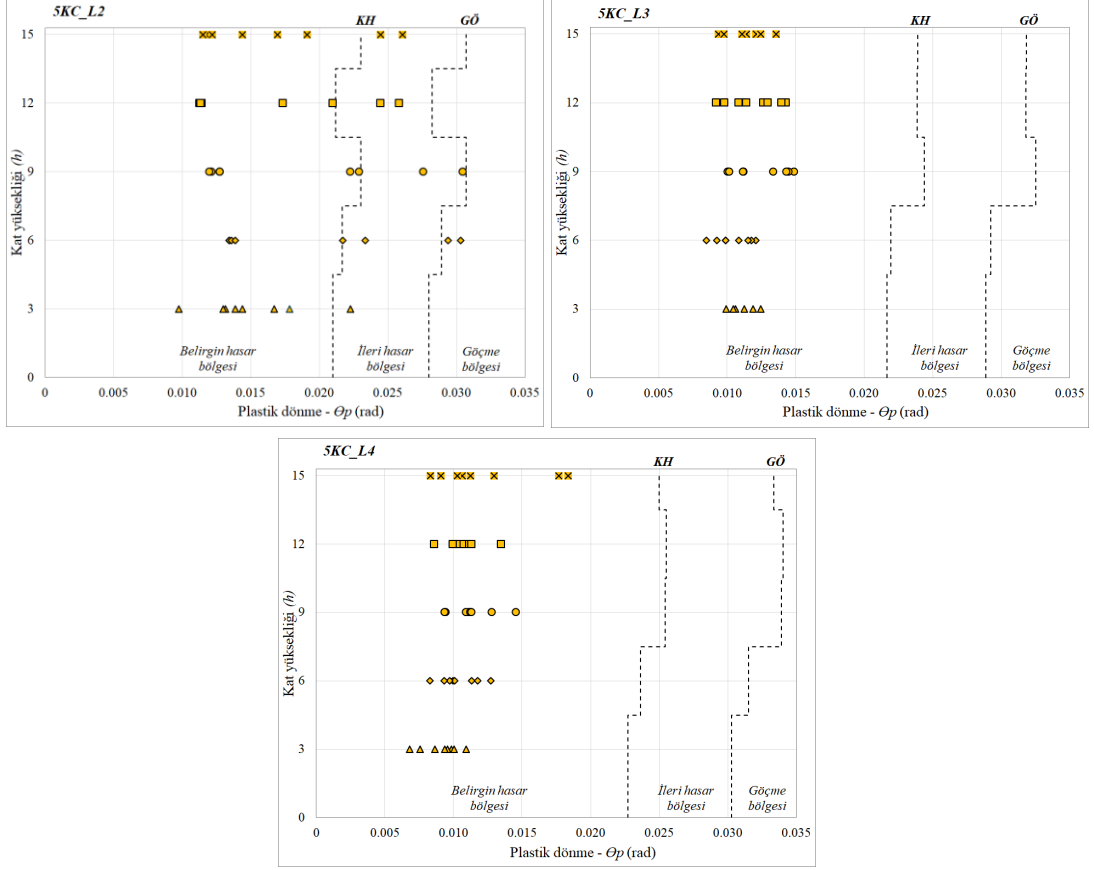 5KC_L2
KH
GÖ
15
12
9
6
3
0
Kat yüksekliği (h)
Belirgin hasar
bölgesi
İleri hasar
bölgesi
Göçme
bölgesi
0
0.005
0.010
0.015
0.020
0.025
0.030
Plastik dönme - Өp (rad)
5KC_L3
KH
GÖ
15
12
9
6
3
0
Kat yüksekliği (h)
Belirgin hasar
bölgesi
İleri hasar
bölgesi
Göçme
bölgesi
0
0.005
0.010
0.015
0.020
0.025
0.030
0.035
Plastik dönme - Өp (rad)
5KC_L4
KH
GÖ
15
12
9
6
3
0
Kat yüksekliği (h)
Belirgin hasar
bölgesi
İleri hasar
bölgesi
Göçme
bölgesi
0
0.005
0.010
0.015
0.020
0.025
0.030
0.035
Plastik dönme - Өp (rad)